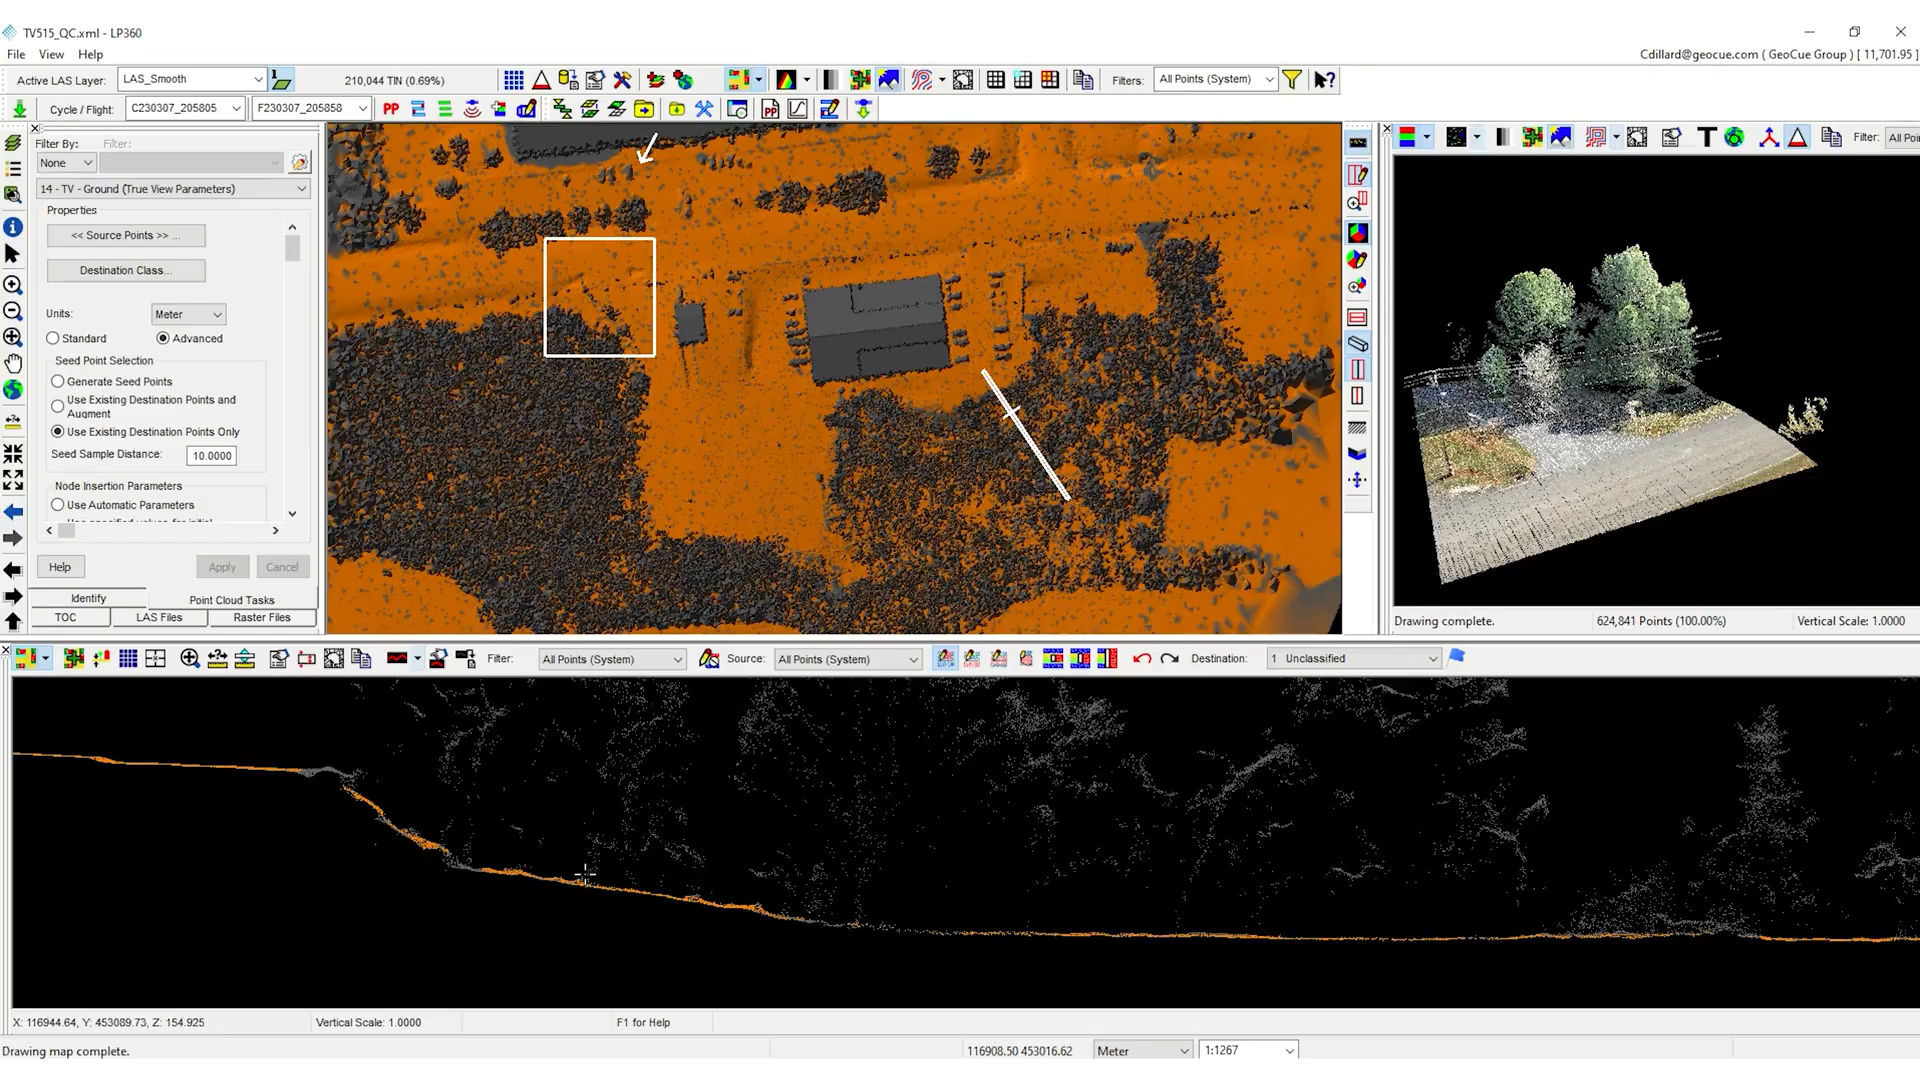 TV515_QC.xml - LP360
File View Help
Cdillard@geocue.com ( GeoCue Group ) [ 11,701.95 ]
Active LAS Layer: LAS_Smooth 210,044 TIN (0.69%) Filters: All Points (System)
Cycle / Flight: C230307_205805 F230307_205858 PP PP
Filter By: Filter:
None
14 - TV - Ground (True View Parameters)
Properties
<< Source Points >> ...
Destination Class...
Units: Meter
Standard Advanced
Seed Point Selection
Generate Seed Points
Use Existing Destination Points and
Augment
Use Existing Destination Points Only
Seed Sample Distance: 10.0000
Node Insertion Parameters
Use Automatic Parameters
Help Apply Cancel
Identify Point Cloud Tasks
TOC LAS Files Raster Files
T Filter: All Poi
Drawing complete. 624,841 Points (100.00%) Vertical Scale: 1.0000
Filter: All Points (System) Source: All Points (System) Destination: 1 Unclassified
X: 116944.64, Y: 453089.73, Z: 154.925 Vertical Scale: 1.0000 F1 for Help
Drawing map complete. 116908.50 453016.62 Meter 1:1267